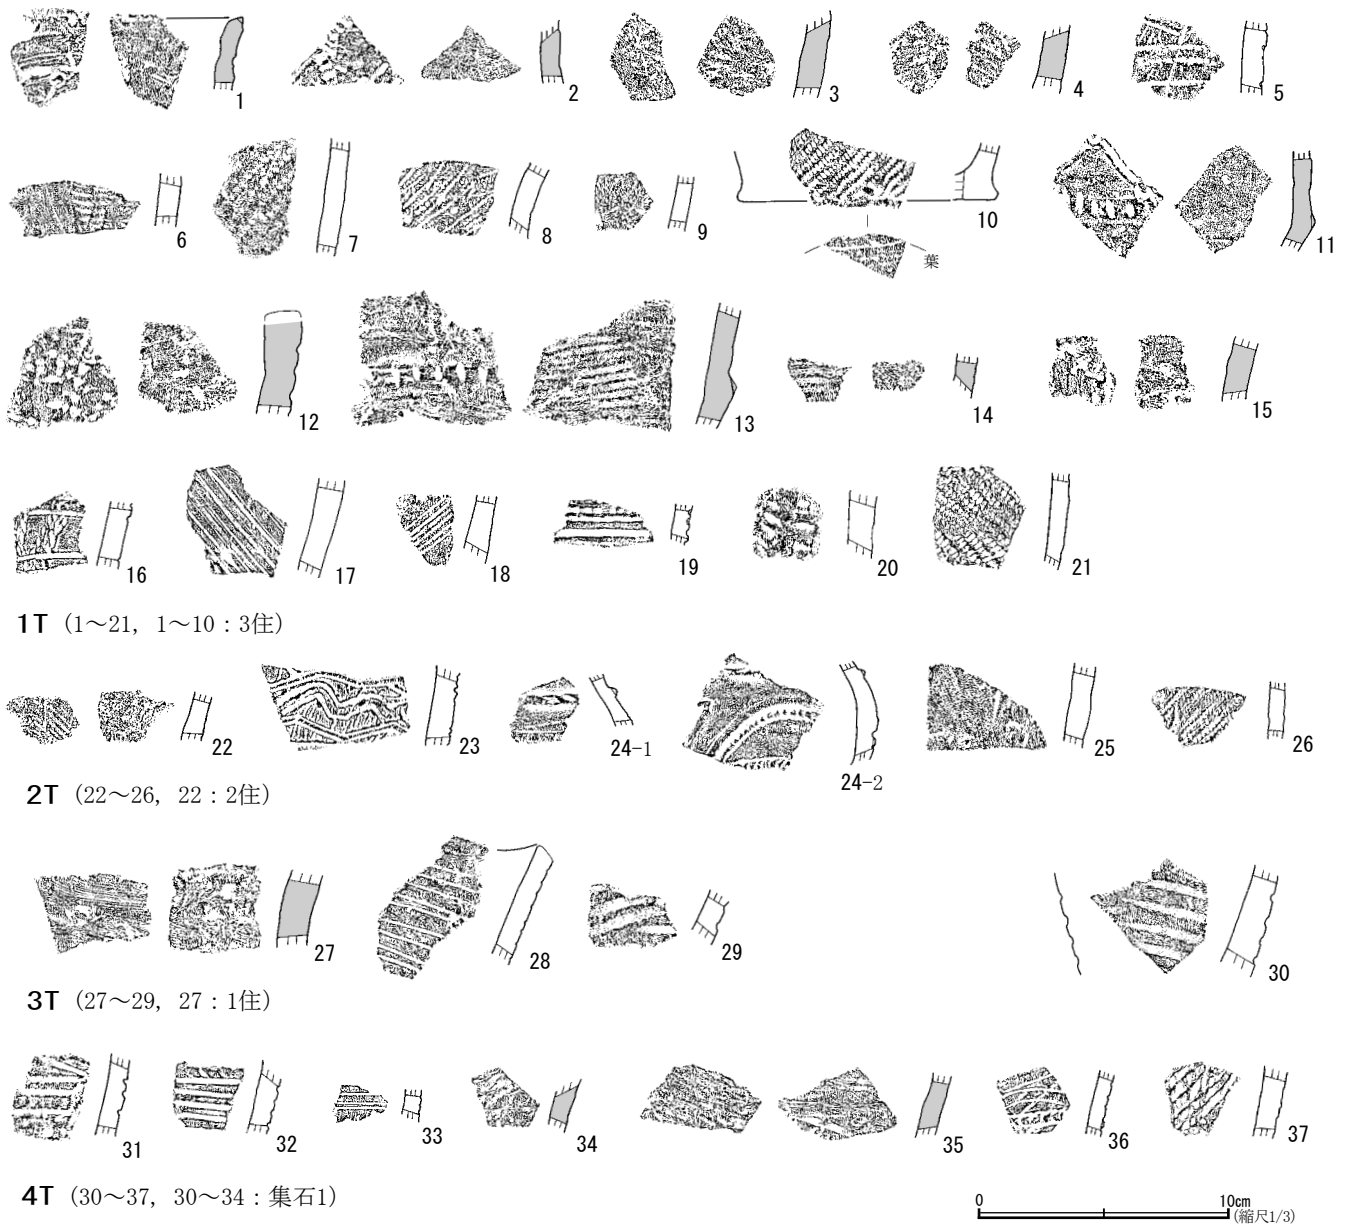 1 2 3 4 5
6 7 8 9 10 11
葉
12 13 14 15
16 17 18 19 20 21
1T（1～21，1～10：3住）
22 23 24-1 24-2 25 26
2T（22～26，22：2住）
27 28 29 30
3T（27～29，27：1住）
31 32 33 34 35 36 37
4T（30～37，30～34：集石1）
0 10cm
(縮尺1/3)